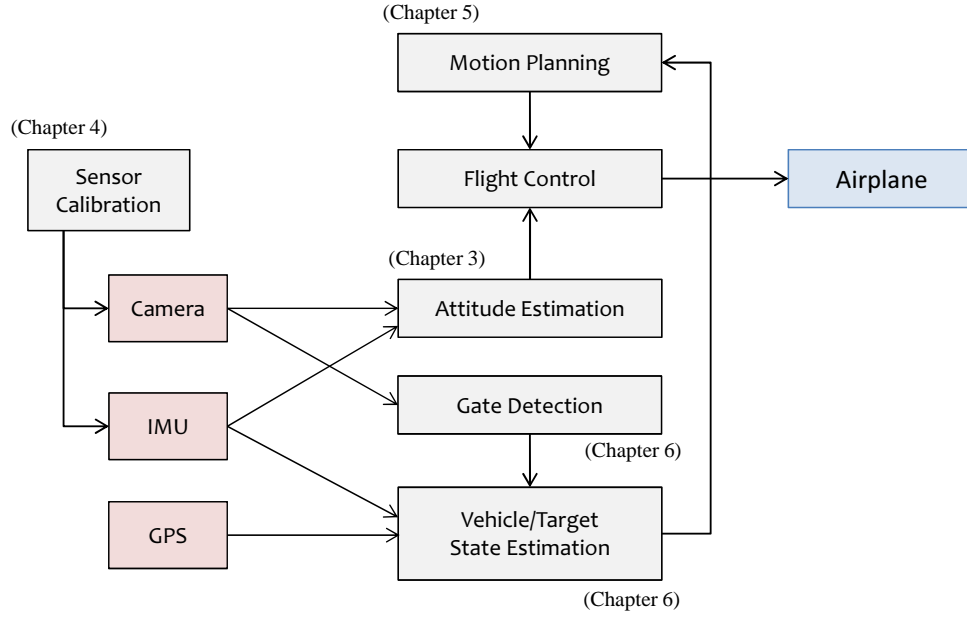 (Chapter 5)
Motion Planning
(Chapter 4)
Sensor
Calibration
Flight Control
Airplane
(Chapter 3)
Camera
Attitude Estimation
IMU
Gate Detection
(Chapter 6)
GPS
Vehicle/Target
State Estimation
(Chapter 6)